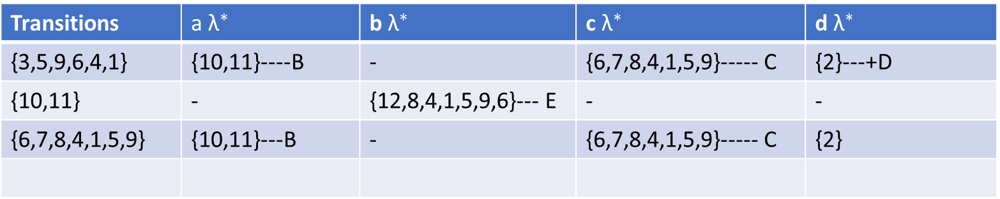 Transitions a λ* b λ* c λ* d λ*
{3,5,9,6,4,1} {10,11}----B - {6,7,8,4,1,5,9}----- C {2}---+D
{10,11} - {12,8,4,1,5,9,6}--- E - -
{6,7,8,4,1,5,9} {10,11}---B - {6,7,8,4,1,5,9}----- C {2}